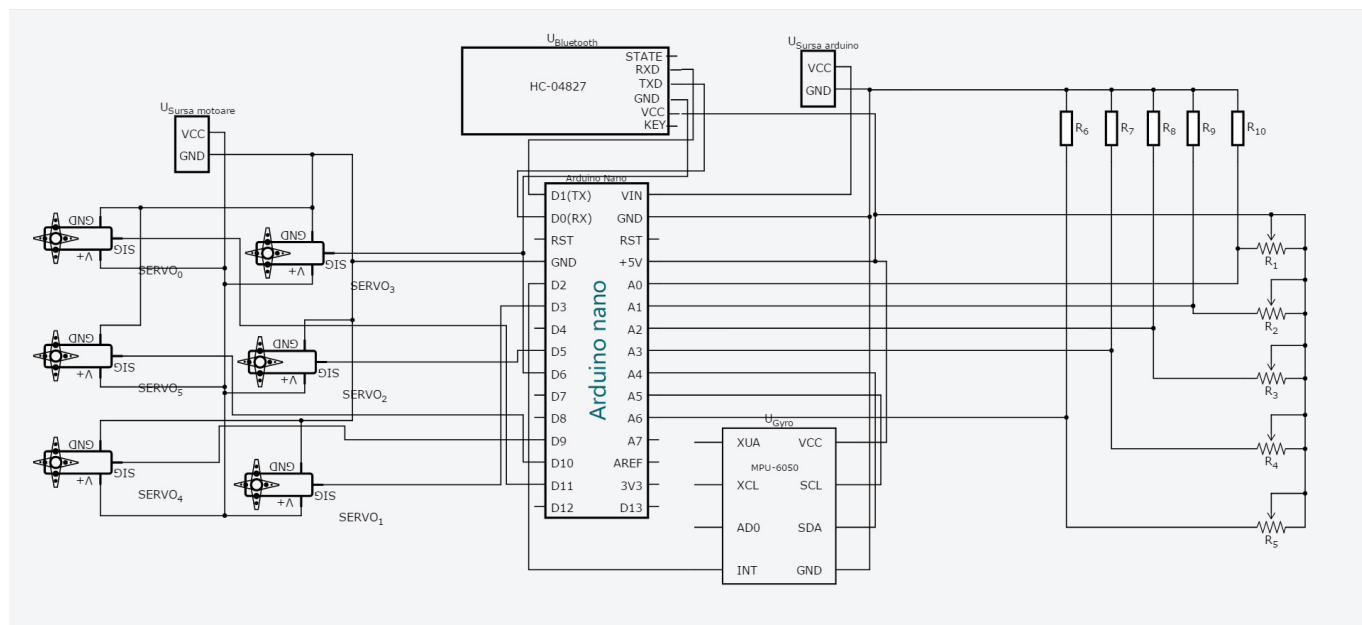 U Bluetooth
HC-04827
STATE
RXD
TXD
GND
VCC
KEY
U Sursa arduino
VCC
GND
U Sursa motoare
VCC
GND
R6
R7
R8
R9
R10
GND
SIG
V+
SERVO0
GND
SIG
V+
SERVO3
GND
SIG
V+
SERVO5
GND
SIG
V+
SERVO2
GND
SIG
V+
SERVO4
GND
SIG
V+
SERVO1
Arduino Nano
D1(TX) VIN
D0(RX) GND
RST RST
GND +5V
D2 A0
D3 A1
D4 A2
D5 A3
D6 A4
D7 A5
D8 A6
D9 A7
D10 AREF
D11 3V3
D12 D13
Arduino nano
U Gyro
XUA VCC
MPU-6050
XCL SCL
AD0 SDA
INT GND
R1
R2
R3
R4
R5